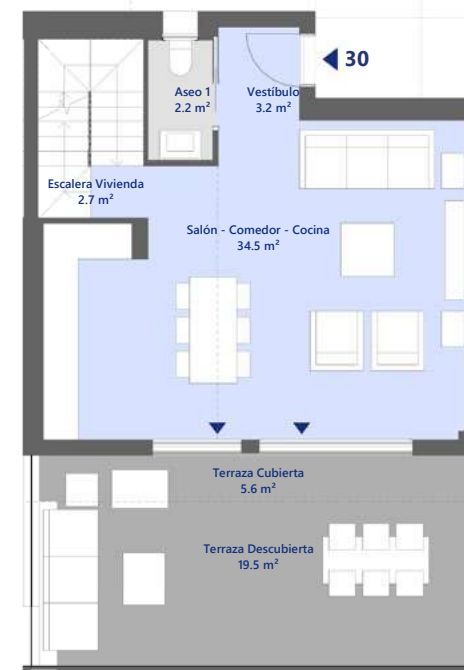 30
Aseo 1
2.2 m²
Vestíbulo
3.2 m²
Escalera Vivienda
2.7 m²
Salón - Comedor - Cocina
34.5 m²
Terraza Cubierta
5.6 m²
Terraza Descubierta
19.5 m²